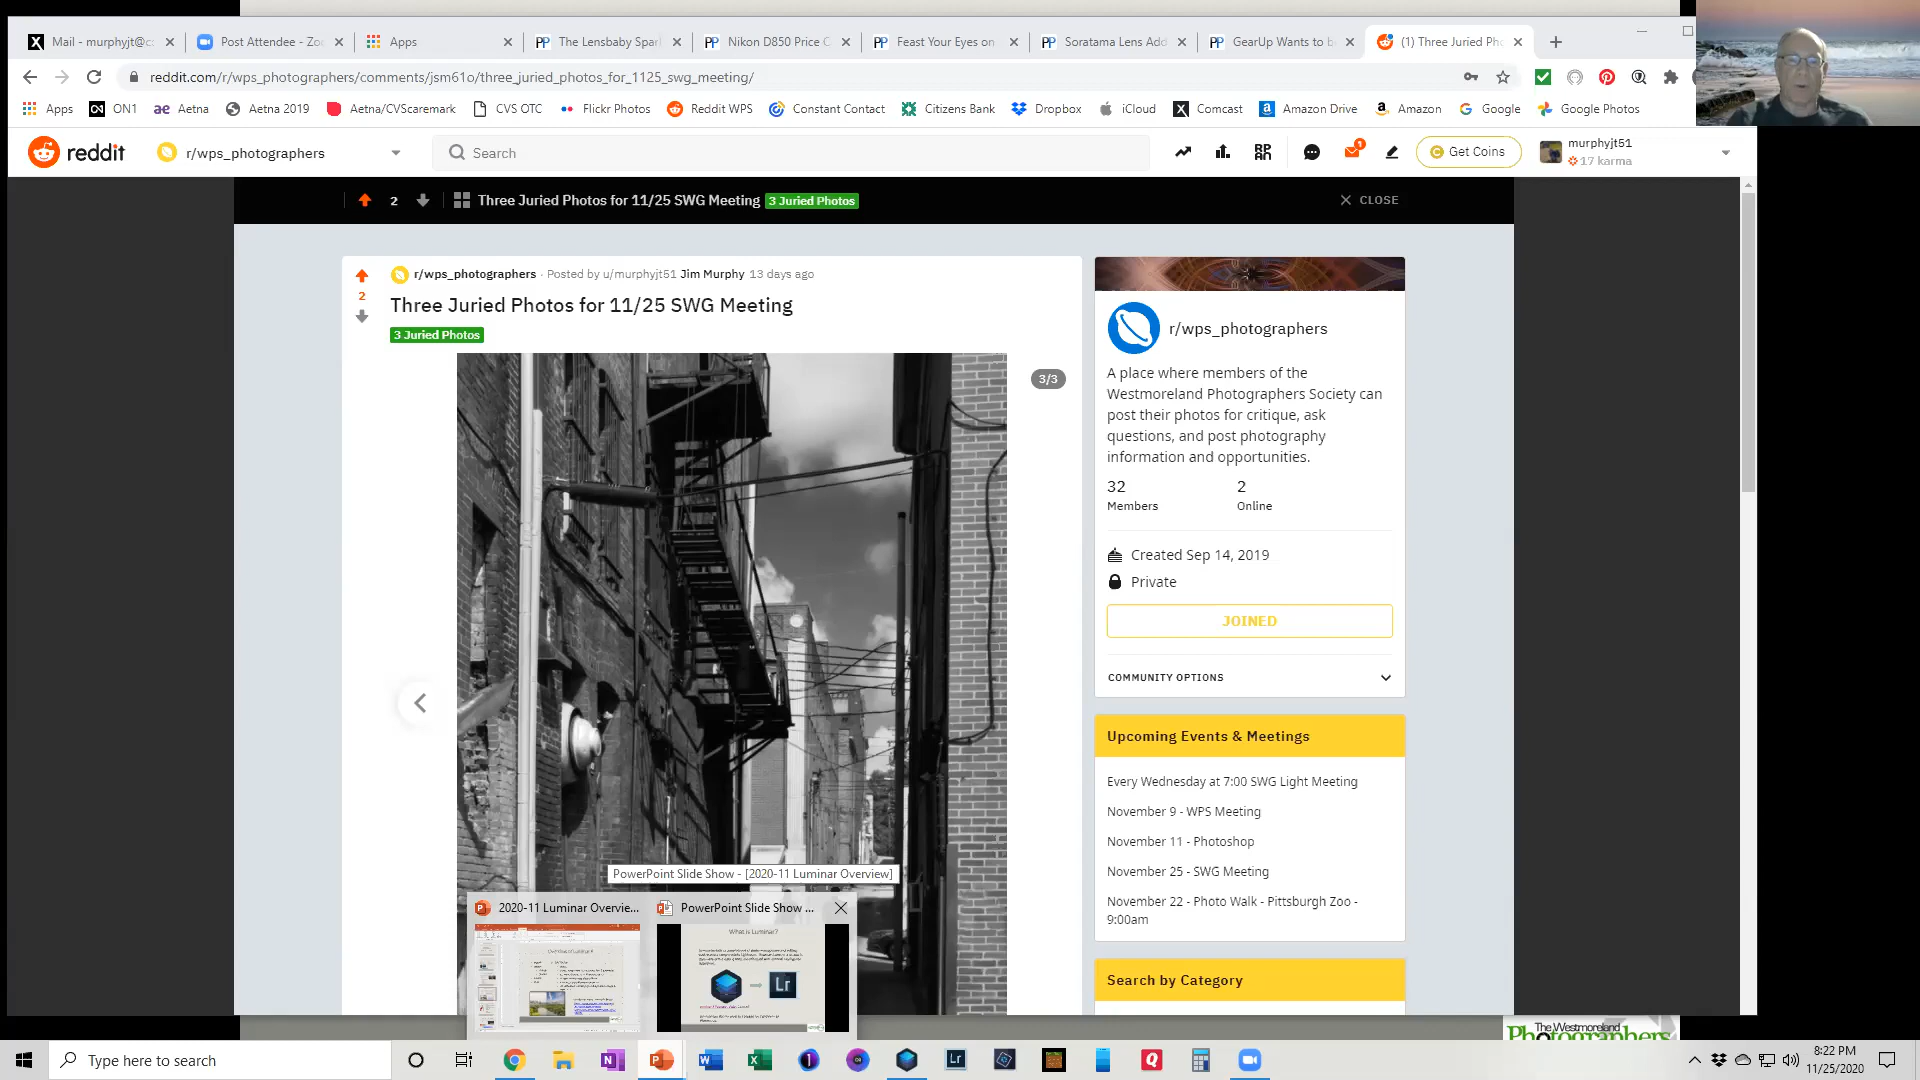 Mail - murphyjt@c
Post Attendee - Zo
Apps
The Lensbaby Spar
Nikon D850 Price C
Feast Your Eyes on
Soratama Lens Add
GearUp Wants to b
(1) Three Juried Ph
reddit.com/r/wps_photographers/comments/jsm61o/three_juried_photos_for_1125_swg_meeting/
Apps
ON1
Aetna
Aetna 2019
Aetna/CVScaremark
CVS OTC
Flickr Photos
Reddit WPS
Constant Contact
Citizens Bank
Dropbox
iCloud
Comcast
Amazon Drive
Amazon
Google
Google Photos
reddit
r/wps_photographers
Search
1
Get Coins
murphyjt51
17 karma
2
Three Juried Photos for 11/25 SWG Meeting
3 Juried Photos
CLOSE
r/wps_photographers · Posted by u/murphyjt51 Jim Murphy 13 days ago
2
Three Juried Photos for 11/25 SWG Meeting
3 Juried Photos
3/3
r/wps_photographers
A place where members of the
Westmoreland Photographers Society can
post their photos for critique, ask
questions, and post photography
information and opportunities.
32
Members
2
Online
Created Sep 14, 2019
Private
JOINED
COMMUNITY OPTIONS
Upcoming Events & Meetings
Every Wednesday at 7:00 SWG Light Meeting
November 9 - WPS Meeting
November 11 - Photoshop
November 25 - SWG Meeting
November 22 - Photo Walk - Pittsburgh Zoo -
9:00am
Search by Category
PowerPoint Slide Show - [2020-11 Luminar Overview]
2020-11 Luminar Overvie...
PowerPoint Slide Show ...
What is Luminar?
Lr
The Westmoreland
Photographers
Type here to search
Lr
8:22 PM
11/25/2020